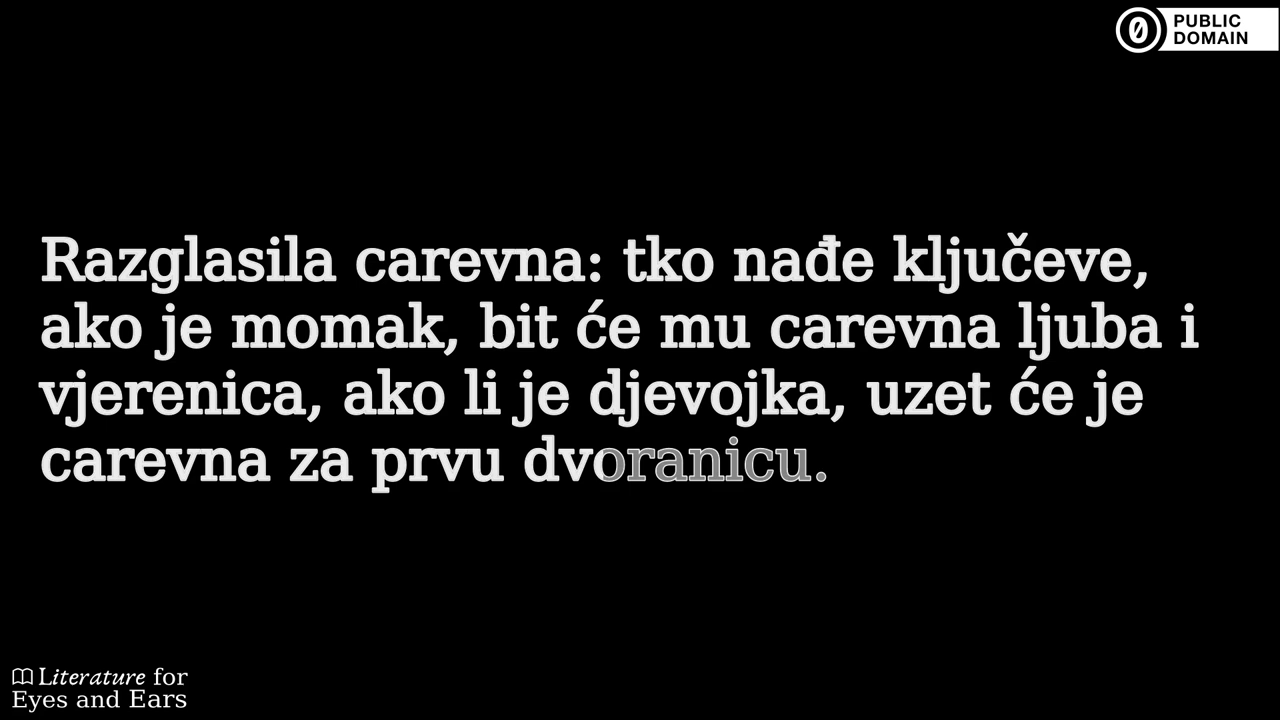 PUBLIC
DOMAIN
Razglasila carevna: tko nađe ključeve,
ako je momak, bit će mu carevna ljuba i
vjerenica, ako li je djevojka, uzet će je
carevna za prvu dvoranicu.
Literature for
Eyes and Ears